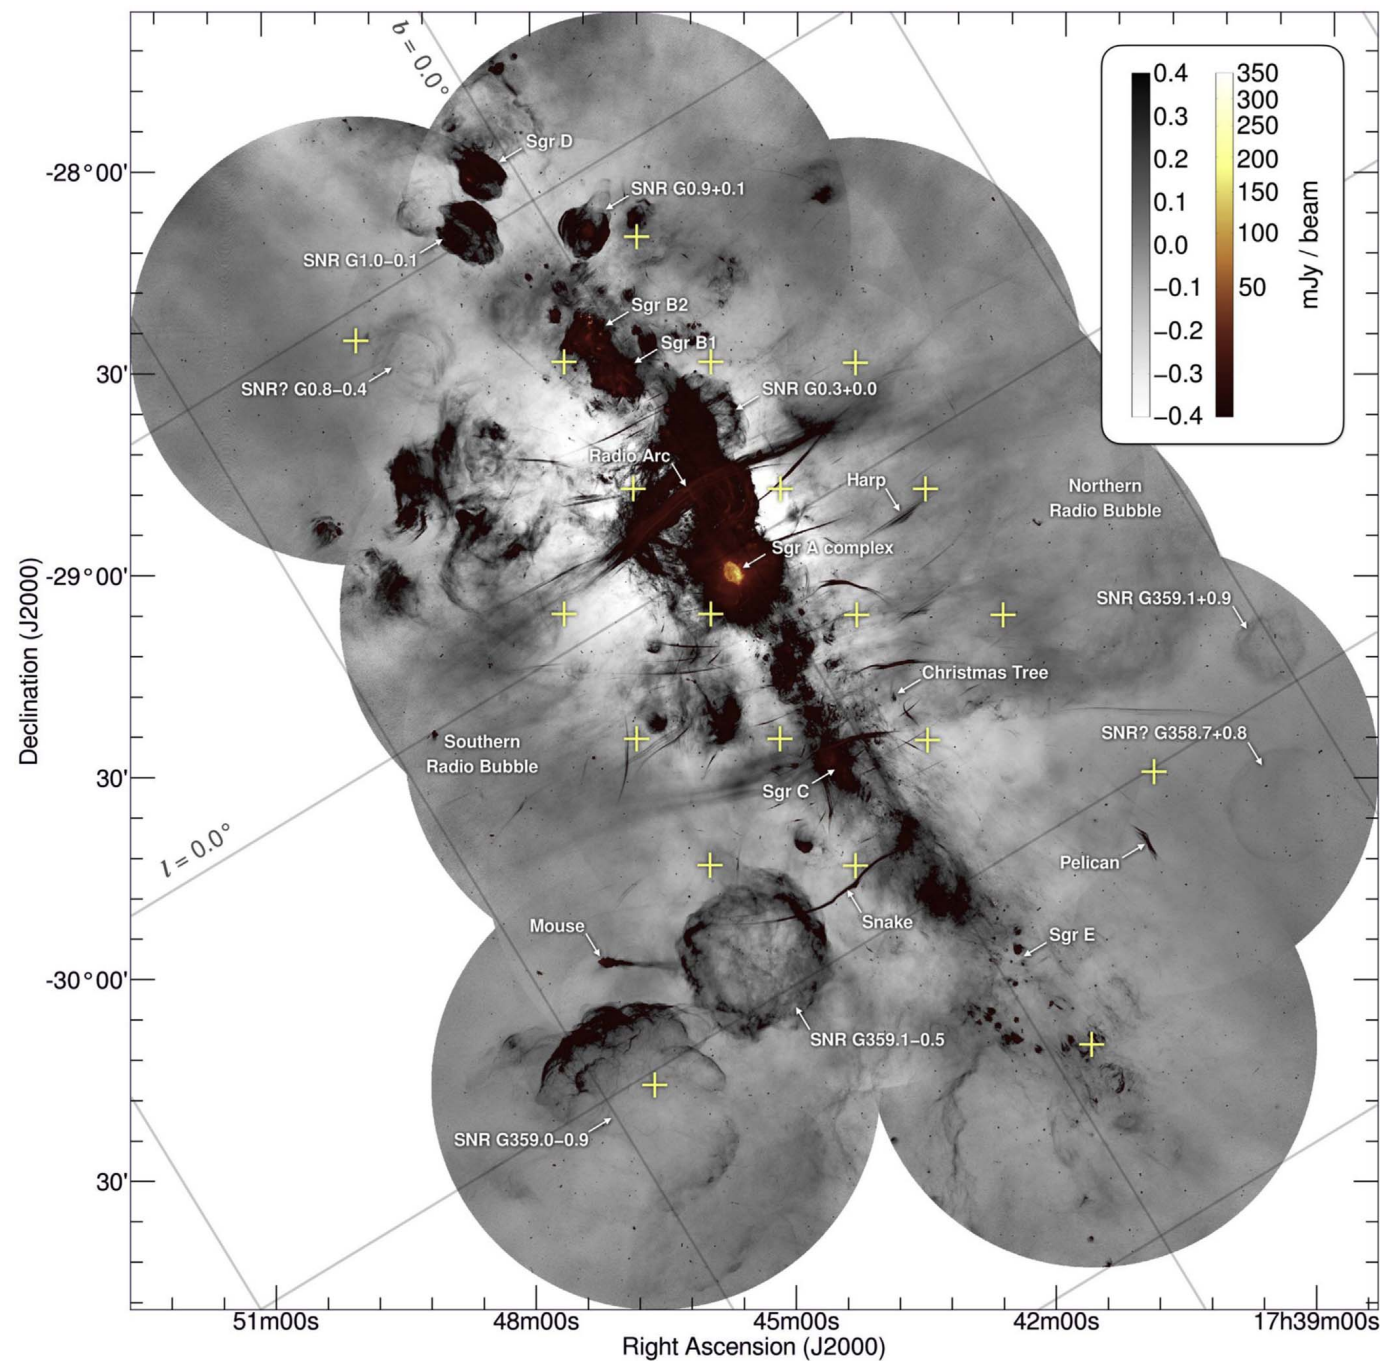 b = 0.0°
0.4
350
0.3
300
250
0.2
200
0.1
150
0.0
100
−0.1
50
−0.2
−0.3
−0.4
mJy / beam
Sgr D
-28°00'
SNR G0.9+0.1
SNR G1.0−0.1
Sgr B2
Sgr B1
30'
SNR? G0.8−0.4
SNR G0.3+0.0
Radio Arc
Harp
Northern
Radio Bubble
Sgr A complex
-29°00'
SNR G359.1+0.9
Christmas Tree
SNR? G358.7+0.8
Southern
Radio Bubble
30'
Sgr C
l = 0.0°
Pelican
Mouse
Snake
Sgr E
-30°00'
SNR G359.1−0.5
SNR G359.0−0.9
30'
Declination (J2000)
51m00s
48m00s
45m00s
42m00s
17h39m00s
Right Ascension (J2000)